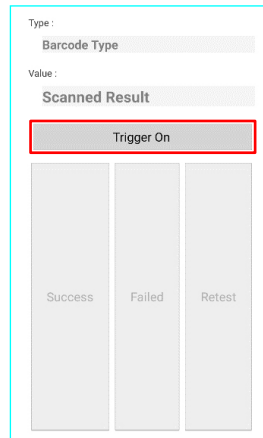 Type :
Barcode Type
Value :
Scanned Result
Trigger On
Success Failed Retest